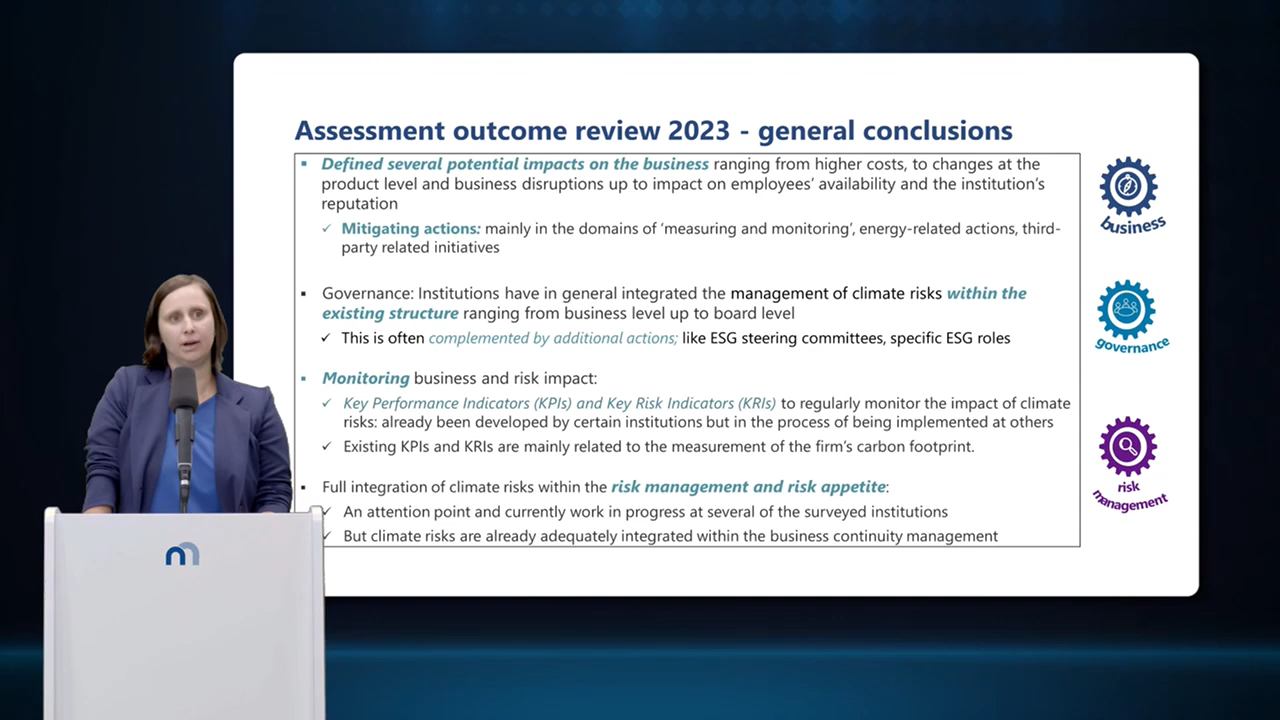 Assessment outcome review 2023 - general conclusions
▪ Defined several potential impacts on the business ranging from higher costs, to changes at the
product level and business disruptions up to impact on employees’ availability and the institution’s
reputation
✓ Mitigating actions: mainly in the domains of ‘measuring and monitoring’, energy-related actions, third-
party related initiatives
▪ Governance: Institutions have in general integrated the management of climate risks within the
existing structure ranging from business level up to board level
✓ This is often complemented by additional actions; like ESG steering committees, specific ESG roles
▪ Monitoring business and risk impact:
✓ Key Performance Indicators (KPIs) and Key Risk Indicators (KRIs) to regularly monitor the impact of climate
risks: already been developed by certain institutions but in the process of being implemented at others
✓ Existing KPIs and KRIs are mainly related to the measurement of the firm’s carbon footprint.
▪ Full integration of climate risks within the risk management and risk appetite:
✓ An attention point and currently work in progress at several of the surveyed institutions
✓ But climate risks are already adequately integrated within the business continuity management
business
governance
risk
management